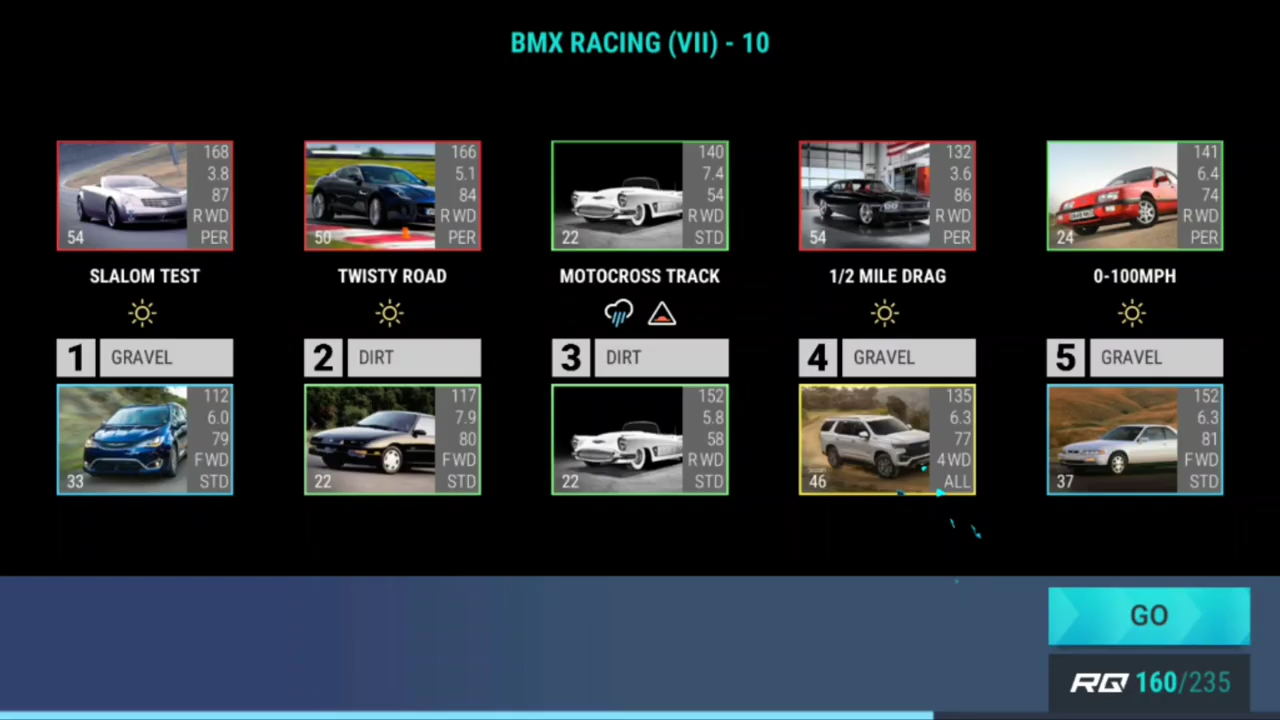 BMX RACING (VII) - 10
168
3.8
87
RWD
54 PER
166
5.1
84
RWD
50 PER
140
7.4
54
RWD
22 STD
132
3.6
86
RWD
54 PER
141
6.4
74
RWD
24 PER
SLALOM TEST
TWISTY ROAD
MOTOCROSS TRACK
1/2 MILE DRAG
0-100MPH
1 GRAVEL
2 DIRT
3 DIRT
4 GRAVEL
5 GRAVEL
112
6.0
79
FWD
33 STD
117
7.9
80
FWD
22 STD
152
5.8
58
RWD
22 STD
135
6.3
77
4WD
46 ALL
152
6.3
81
FWD
37 STD
GO
RQ 160/235